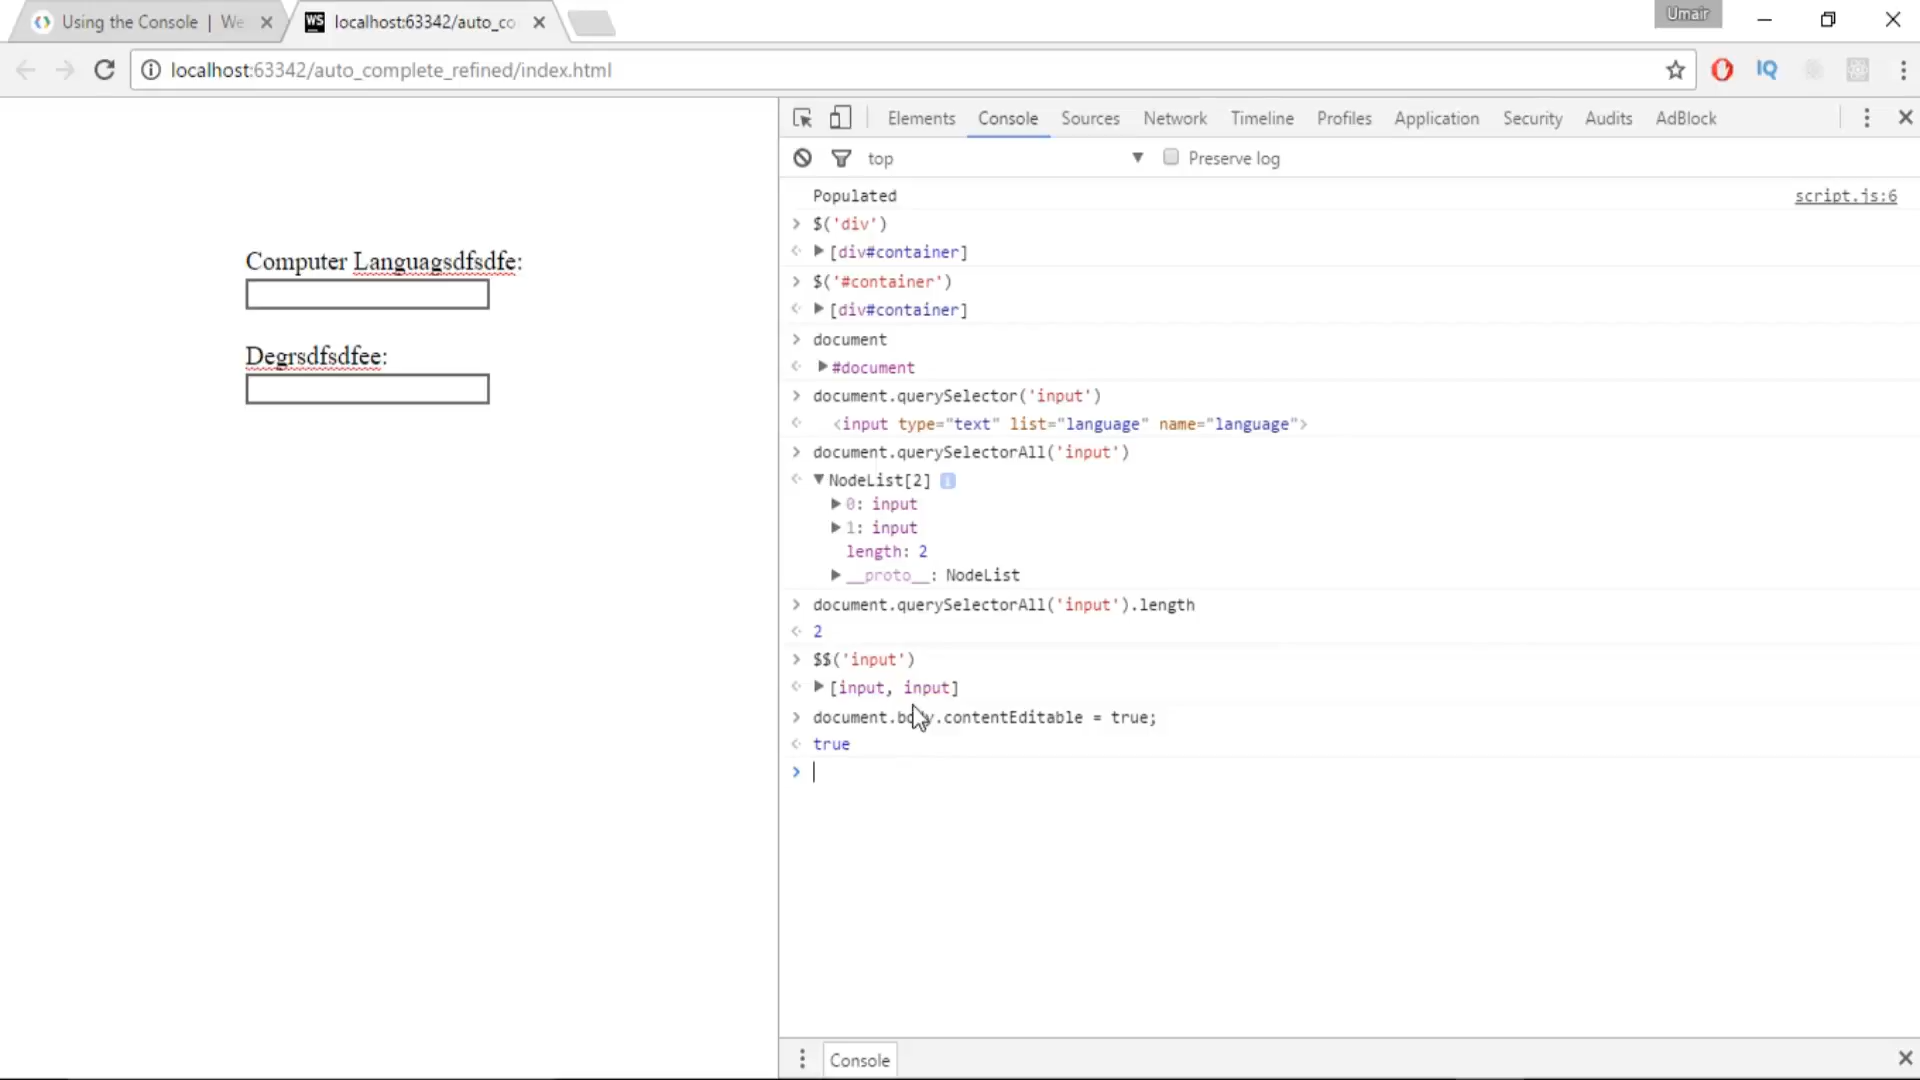 Using the Console | We
WS localhost:63342/auto_co
Umair
localhost:63342/auto_complete_refined/index.html
IQ
Elements Console Sources Network Timeline Profiles Application Security Audits AdBlock
top Preserve log
Populated script.js:6
$('div')
[div#container]
$('#container')
[div#container]
document
#document
document.querySelector('input')
<input type="text" list="language" name="language">
document.querySelectorAll('input')
NodeList[2] i
0: input
1: input
length: 2
__proto__: NodeList
document.querySelectorAll('input').length
2
$$('input')
[input, input]
document.body.contentEditable = true;
true
Computer Languagsdfsdfe:
Degrsdfsdfee:
Console